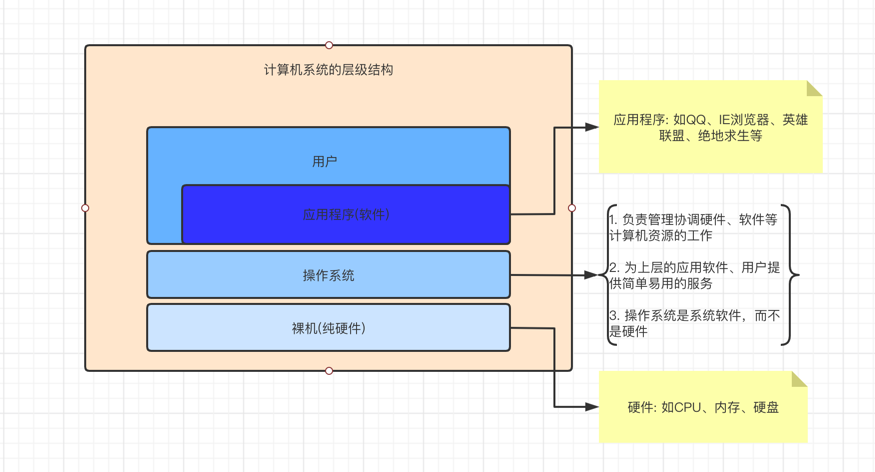 计算机系统的层级结构
用户
应用程序(软件)
操作系统
裸机(纯硬件)
应用程序: 如QQ、IE浏览器、英雄
联盟、绝地求生等
1. 负责管理协调硬件、软件等
计算机资源的工作
2. 为上层的应用软件、用户提
供简单易用的服务
3. 操作系统是系统软件，而不
是硬件
硬件: 如CPU、内存、硬盘